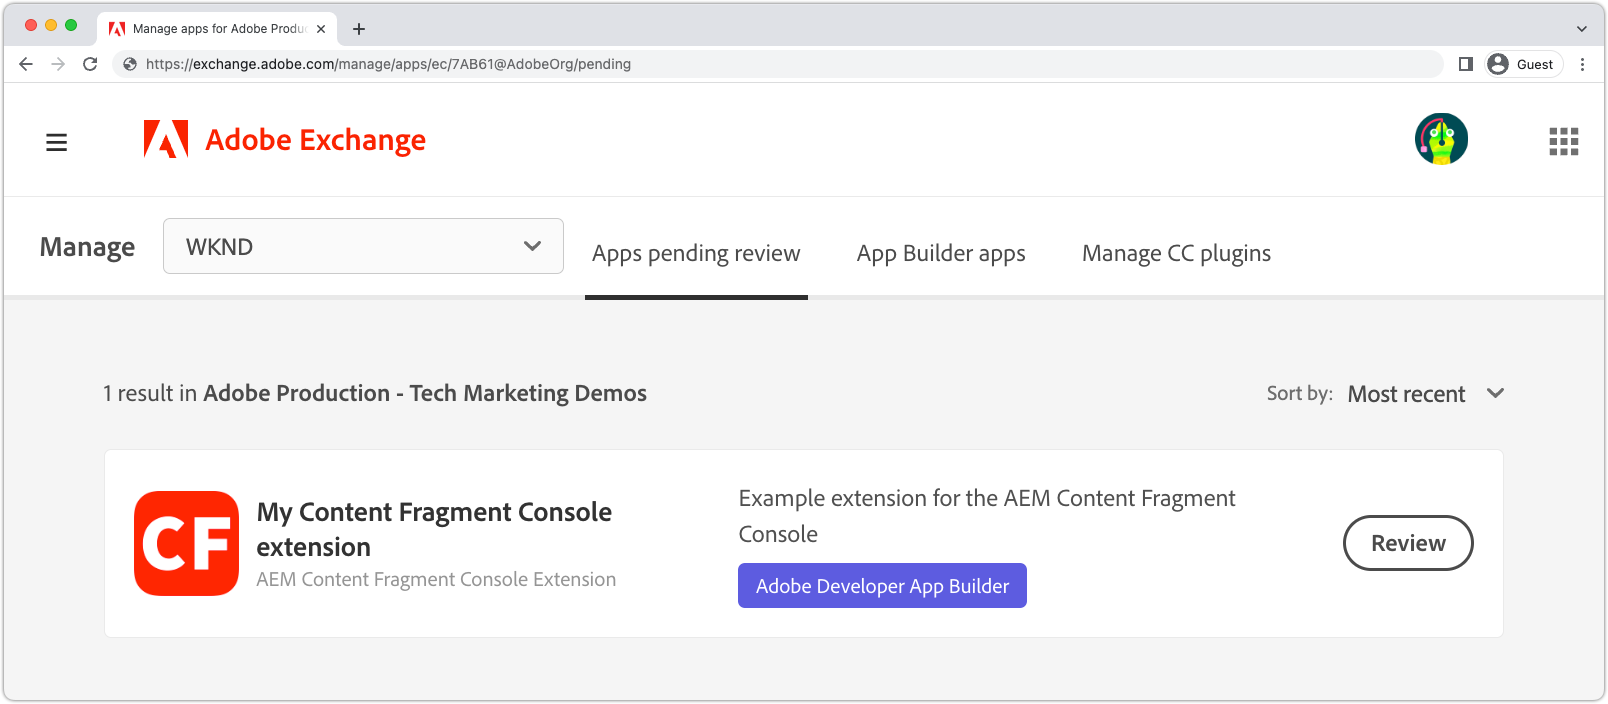 Manage apps for Adobe Produ
https://exchange.adobe.com/manage/apps/ec/7AB61@AdobeOrg/pending
Guest
Adobe Exchange
Manage
WKND
Apps pending review
App Builder apps
Manage CC plugins
1 result in Adobe Production - Tech Marketing Demos
Sort by: Most recent
CF
My Content Fragment Console
extension
AEM Content Fragment Console Extension
Example extension for the AEM Content Fragment
Console
Adobe Developer App Builder
Review